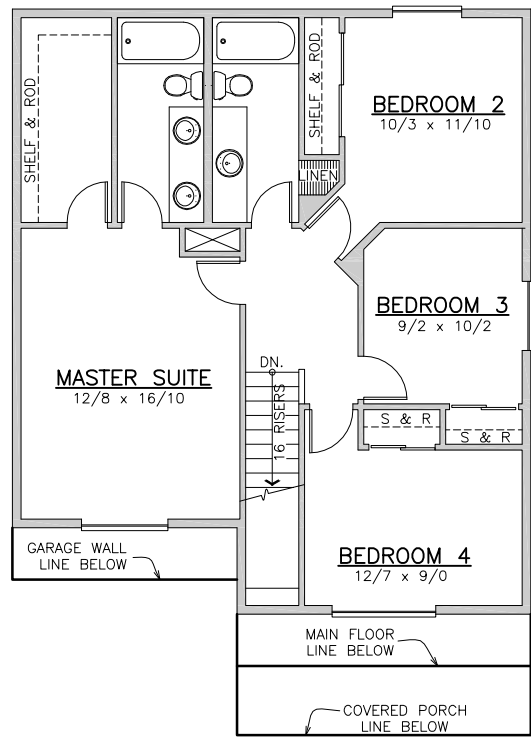 SHELF & ROD
SHELF & ROD
BEDROOM 2
10/3 x 11/10
LINEN
BEDROOM 3
9/2 x 10/2
MASTER SUITE
12/8 x 16/10
DN.
16 RISERS
S & R
S & R
GARAGE WALL
LINE BELOW
BEDROOM 4
12/7 x 9/0
MAIN FLOOR
LINE BELOW
COVERED PORCH
LINE BELOW